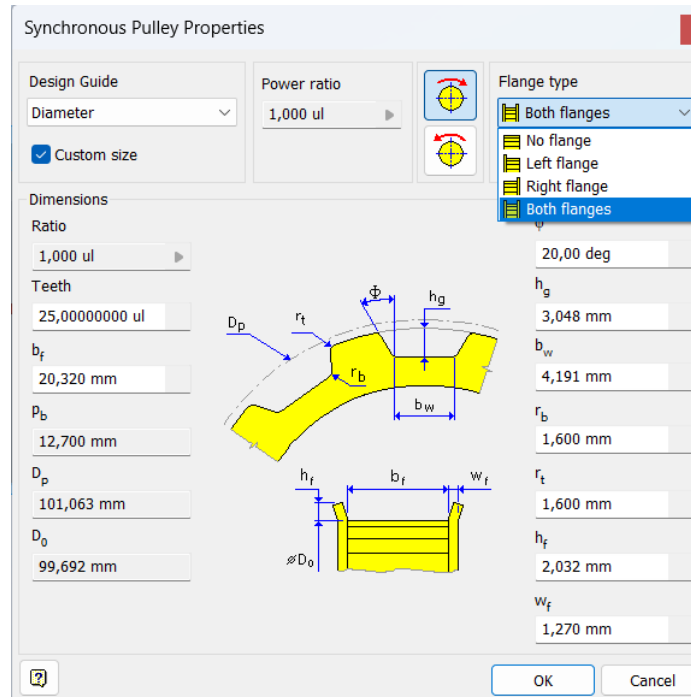 Synchronous Pulley Properties
Design Guide
Diameter
Custom size
Power ratio
1,000 ul
Flange type
Both flanges
No flange
Left flange
Right flange
Both flanges
Dimensions
Ratio
1,000 ul
Teeth
25,00000000 ul
bf
20,320 mm
pb
12,700 mm
Dp
101,063 mm
D0
99,692 mm
Dp
rt
Φ
hg
rb
bw
hf
bf
wf
⌀D0
φ
20,00 deg
hg
3,048 mm
bw
4,191 mm
rb
1,600 mm
rt
1,600 mm
hf
2,032 mm
wf
1,270 mm
?
OK
Cancel